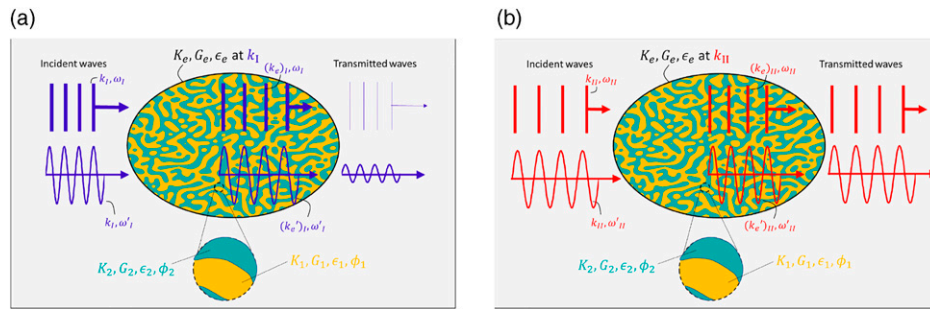 (a)
K_e, G_e, ϵ_e at k_I
Incident waves
Transmitted waves
k_I, ω_I
(k_e)_I, ω_I
k_I, ω'_I
(k_e')_I, ω'_I
K_2, G_2, ϵ_2, ϕ_2
K_1, G_1, ϵ_1, ϕ_1
(b)
K_e, G_e, ϵ_e at k_II
Incident waves
Transmitted waves
k_II, ω_II
(k_e)_II, ω_II
k_II, ω'_II
(k_e')_II, ω'_II
K_2, G_2, ϵ_2, ϕ_2
K_1, G_1, ϵ_1, ϕ_1